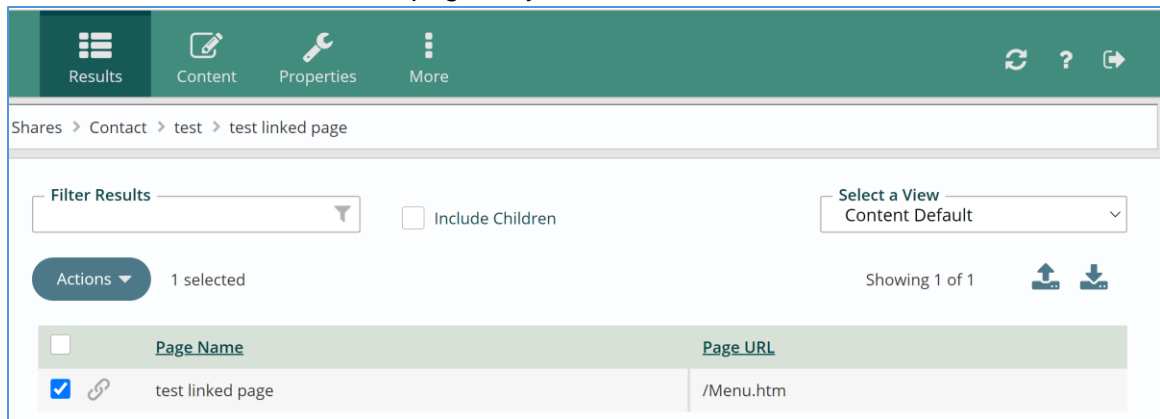 Results Content Properties More ?
Shares > Contact > test > test linked page
Filter Results Select a View
Include Children Content Default
Actions 1 selected Showing 1 of 1
Page Name Page URL
test linked page /Menu.htm